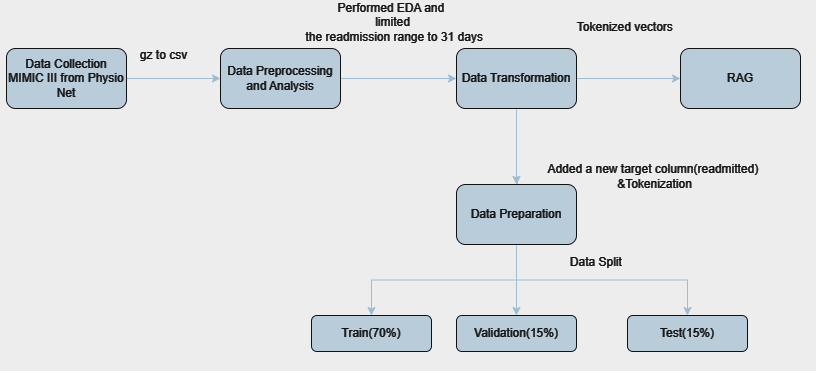 Performed EDA and
limited
the readmission range to 31 days
Tokenized vectors
gz to csv
Data Collection
MIMIC III from Physio
Net
Data Preprocessing
and Analysis
Data Transformation
RAG
Added a new target column(readmitted)
&Tokenization
Data Preparation
Data Split
Train(70%)
Validation(15%)
Test(15%)